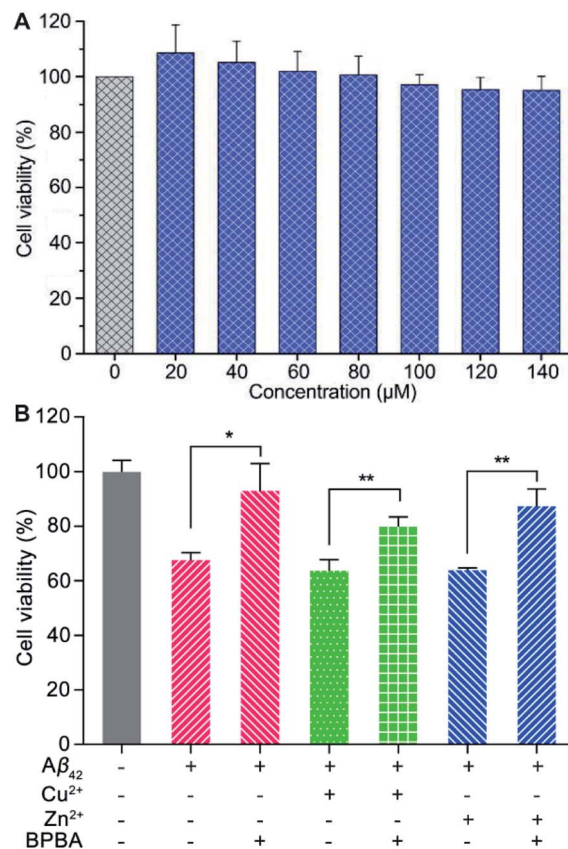 A
120
100
80
60
40
20
0
Cell viability (%)
0 20 40 60 80 100 120 140
Concentration (µM)
B
120
100
80
60
40
20
0
Cell viability (%)
* ** **
Aβ42 - + + + + + +
Cu2+ - - - + + - -
Zn2+ - - - - - + +
BPBA - - + - + - +